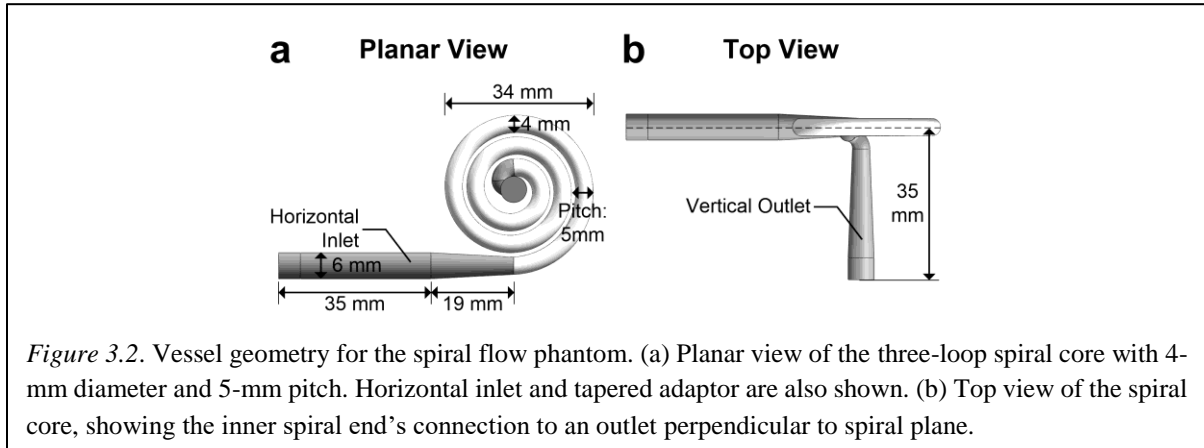 a Planar View
b Top View
34 mm
4 mm
Pitch:
5mm
Horizontal
Inlet
6 mm
35 mm
19 mm
Vertical Outlet
35
mm
Figure 3.2. Vessel geometry for the spiral flow phantom. (a) Planar view of the three-loop spiral core with 4-
mm diameter and 5-mm pitch. Horizontal inlet and tapered adaptor are also shown. (b) Top view of the spiral
core, showing the inner spiral end’s connection to an outlet perpendicular to spiral plane.